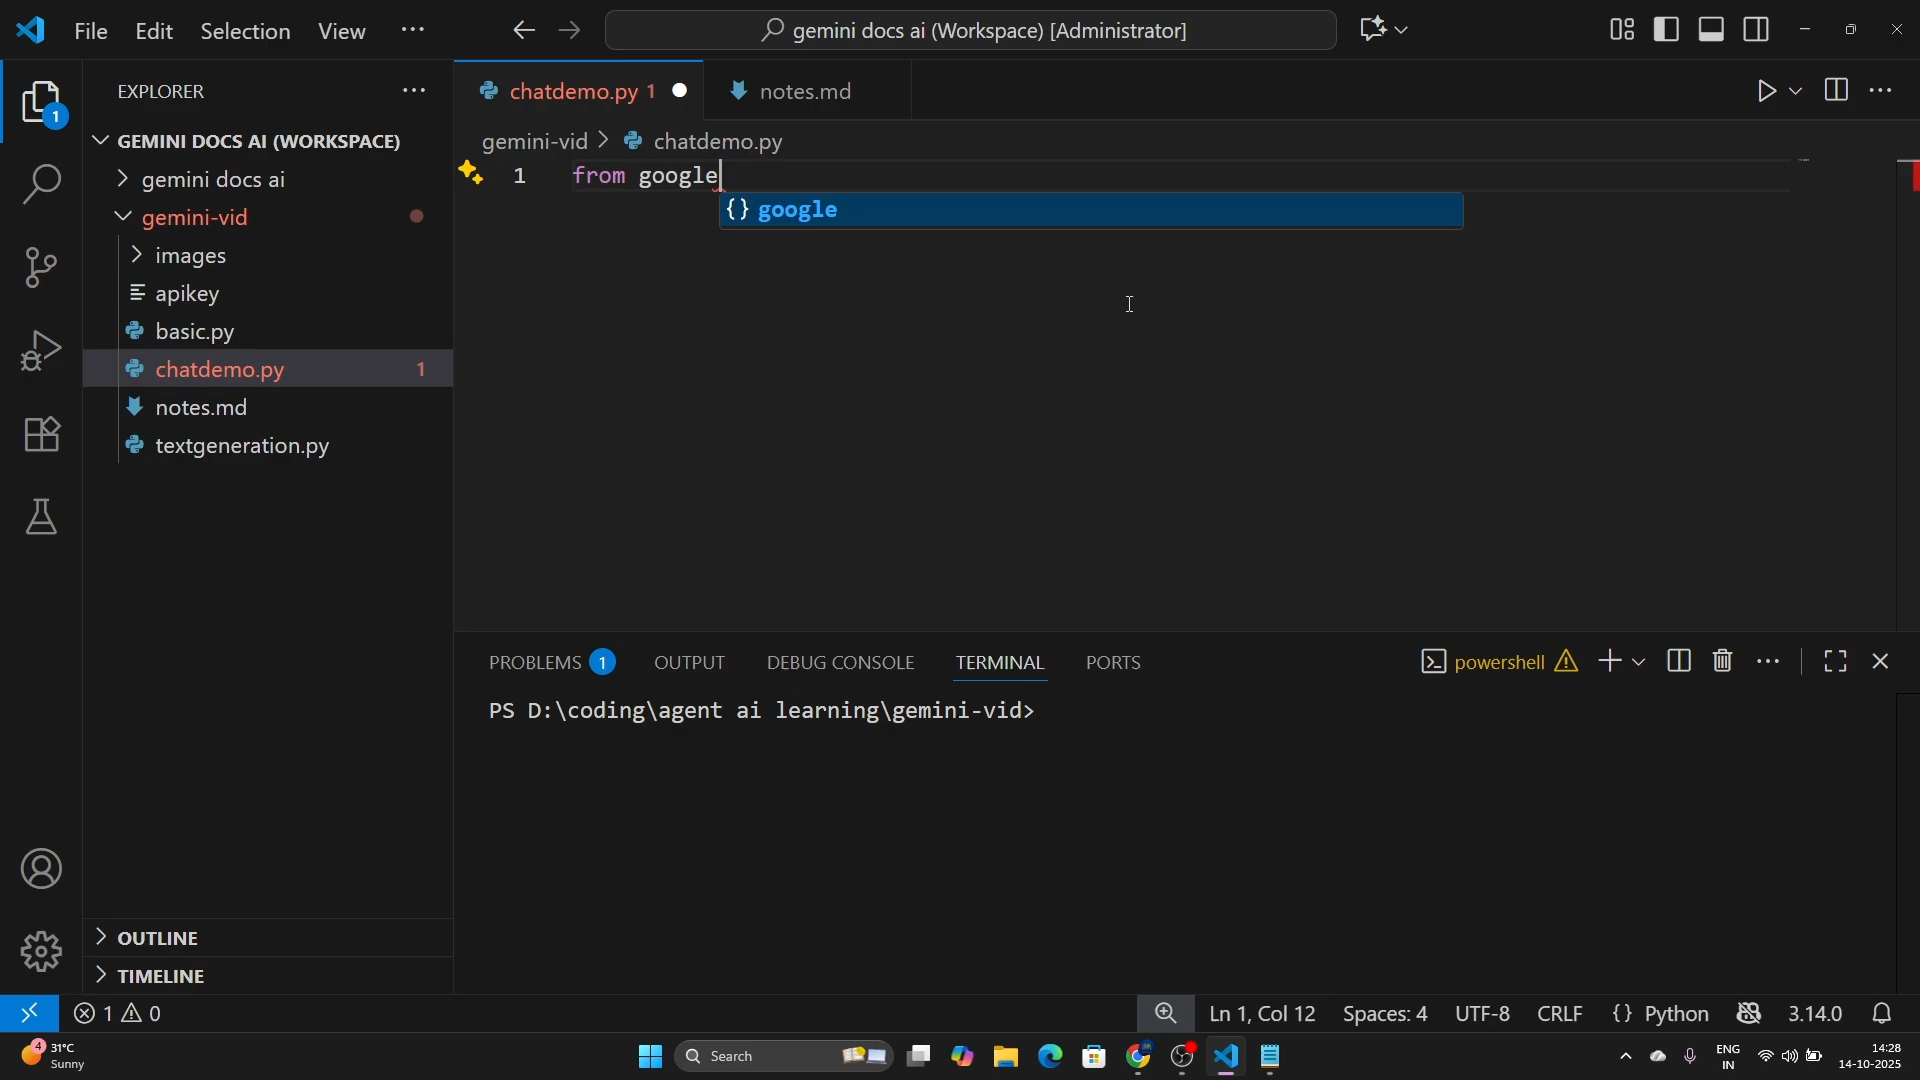 File Edit Selection View ···
gemini docs ai (Workspace) [Administrator]
1
EXPLORER
GEMINI DOCS AI (WORKSPACE)
gemini docs ai
gemini-vid
images
apikey
basic.py
chatdemo.py 1
notes.md
textgeneration.py
OUTLINE
TIMELINE
chatdemo.py 1
notes.md
gemini-vid > chatdemo.py
1 from google
{} google
PROBLEMS 1 OUTPUT DEBUG CONSOLE TERMINAL PORTS
powershell
PS D:\coding\agent ai learning\gemini-vid>
1 0
Ln 1, Col 12 Spaces: 4 UTF-8 CRLF {} Python 3.14.0
4 31°C
Sunny
Search
ENG
IN
14:28
14-10-2025